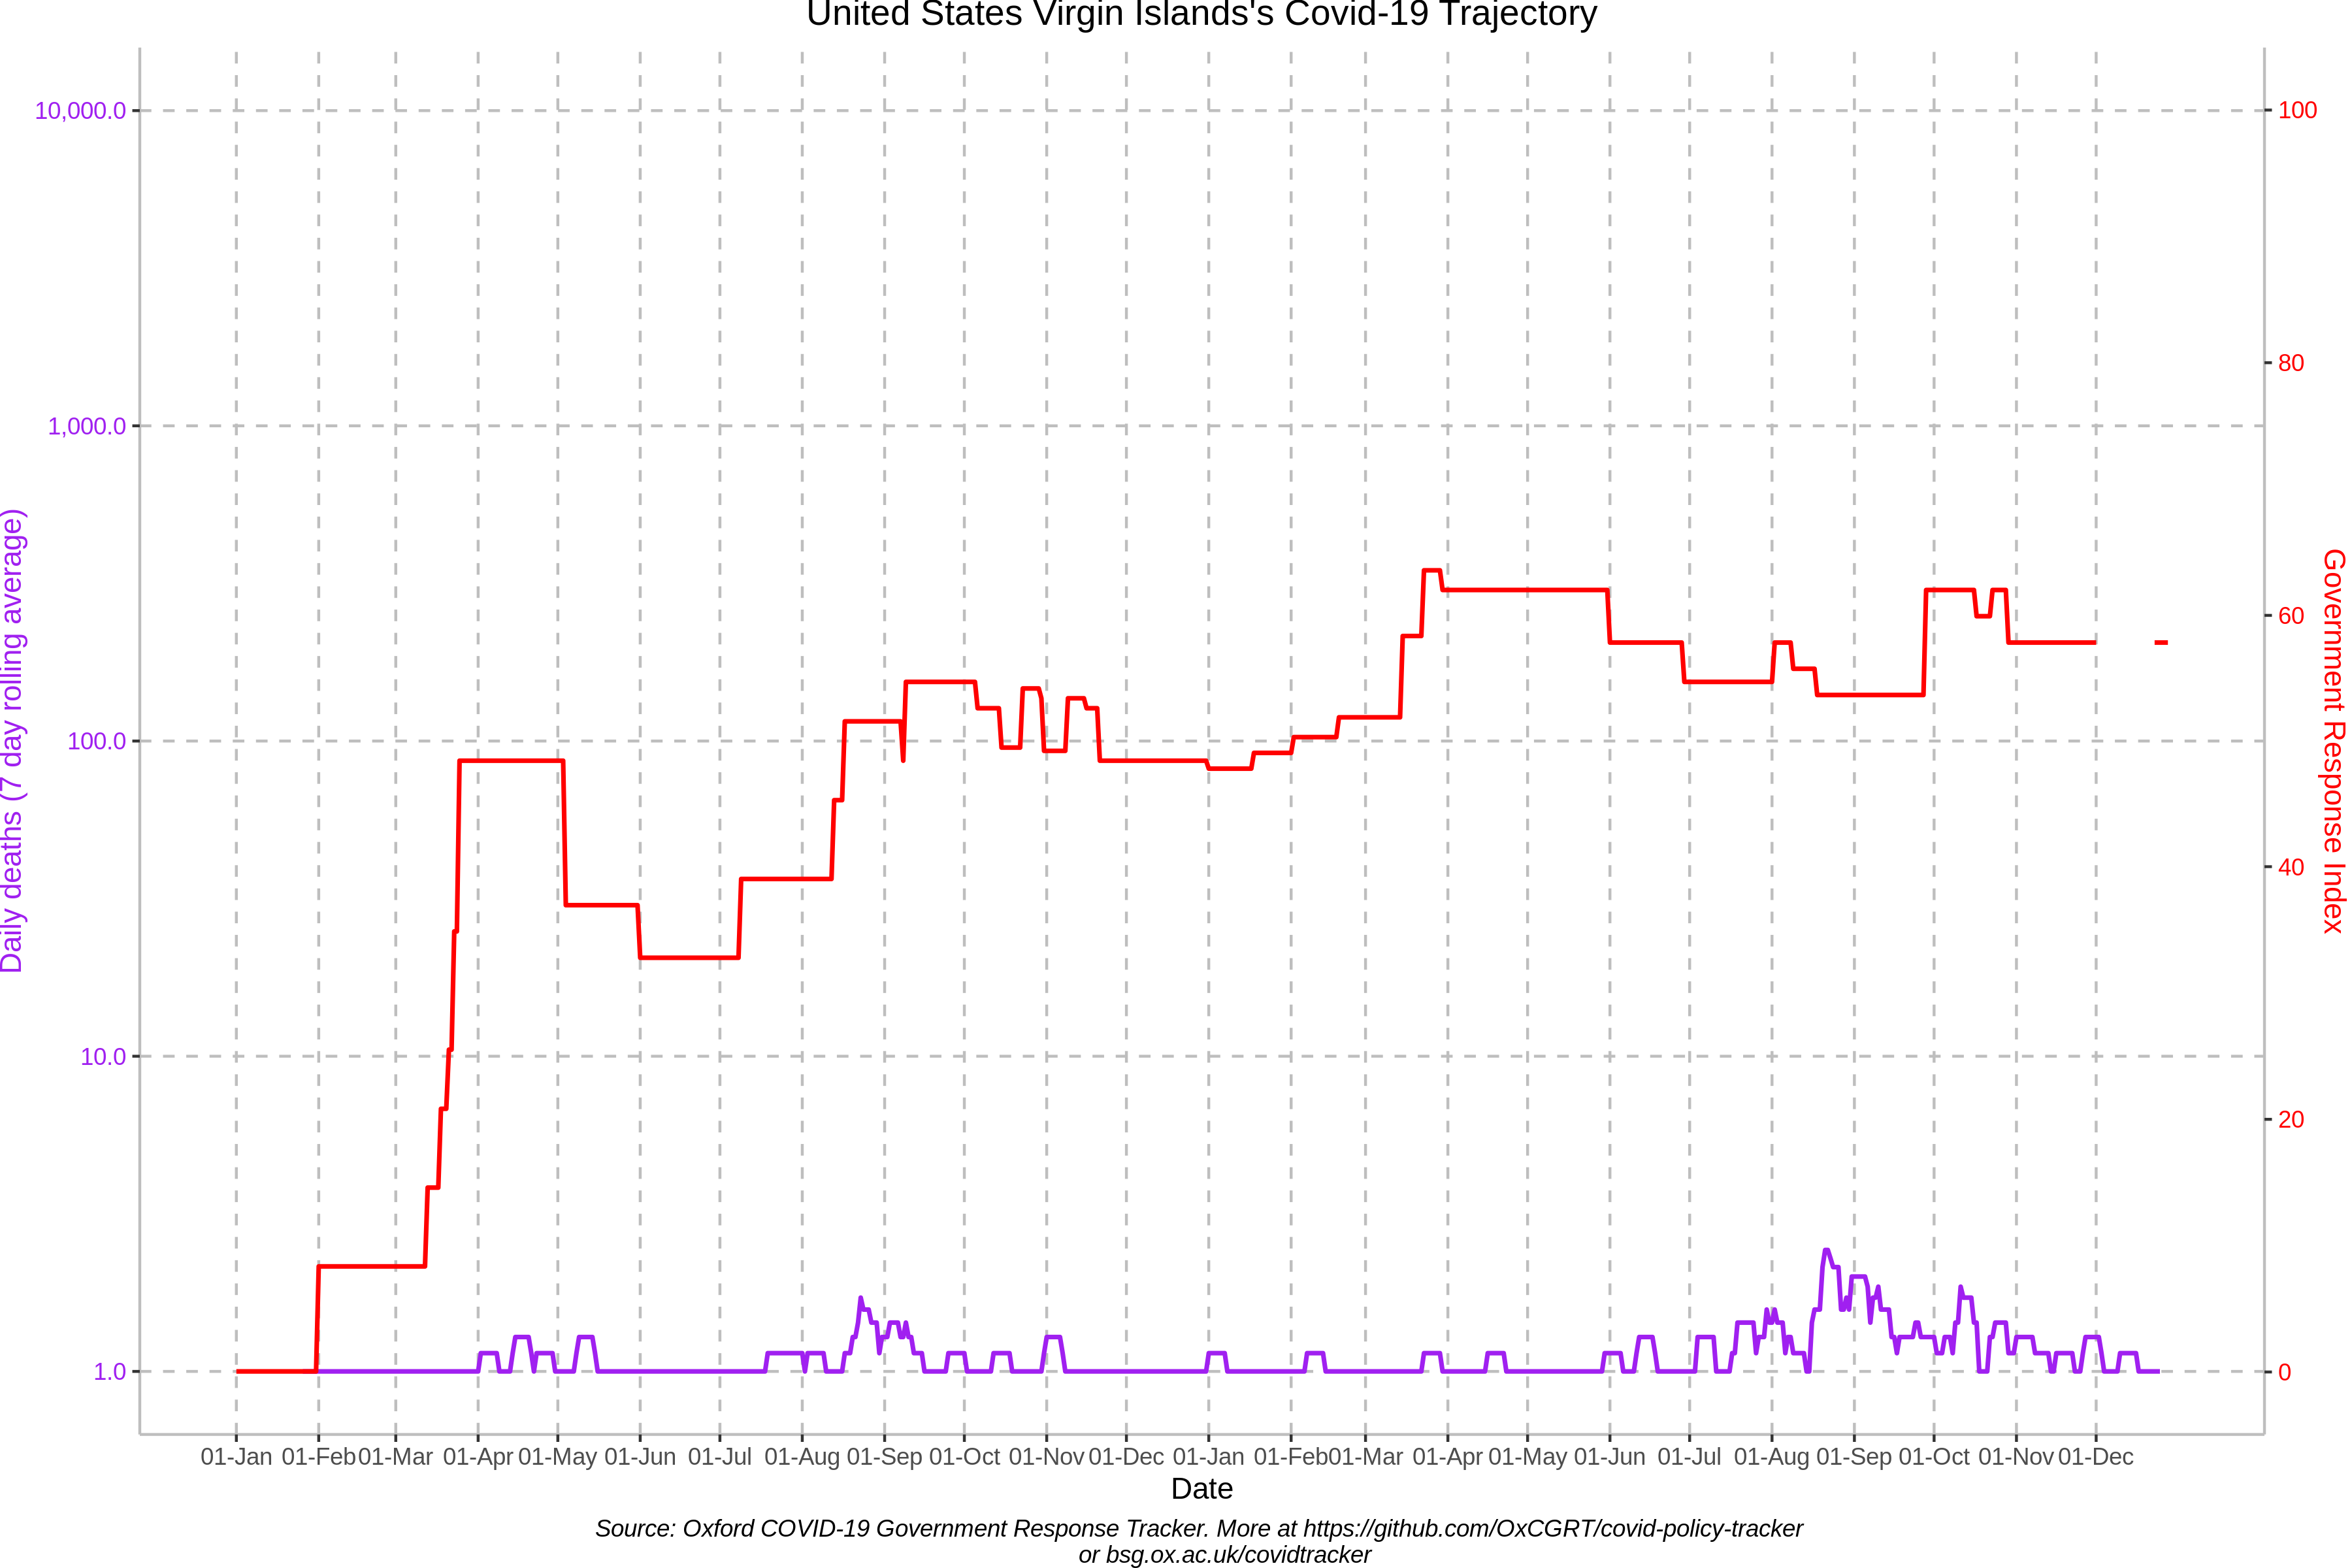 United States Virgin Islands's Covid-19 Trajectory
10,000.0
1,000.0
100.0
10.0
1.0
Daily deaths (7 day rolling average)
100
80
60
40
20
0
Government Response Index
01-Jan 01-Feb 01-Mar 01-Apr 01-May 01-Jun 01-Jul 01-Aug 01-Sep 01-Oct 01-Nov 01-Dec 01-Jan 01-Feb 01-Mar 01-Apr 01-May 01-Jun 01-Jul 01-Aug 01-Sep 01-Oct 01-Nov 01-Dec
Date
Source: Oxford COVID-19 Government Response Tracker. More at https://github.com/OxCGRT/covid-policy-tracker
or bsg.ox.ac.uk/covidtracker